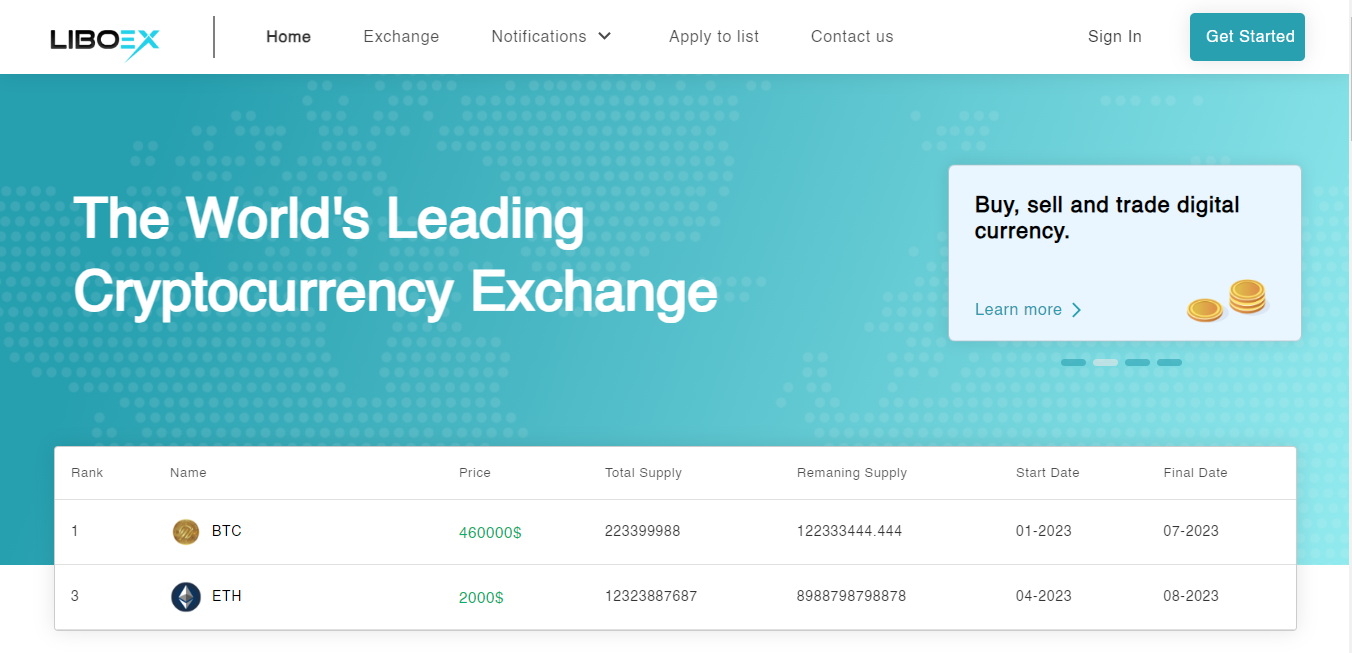 LIBOEX
Home Exchange Notifications Apply to list Contact us Sign In Get Started
The World's Leading
Cryptocurrency Exchange
Buy, sell and trade digital
currency.
Learn more
Rank Name Price Total Supply Remaning Supply Start Date Final Date
1 BTC 460000$ 223399988 122333444.444 01-2023 07-2023
3 ETH 2000$ 12323887687 8988798798878 04-2023 08-2023